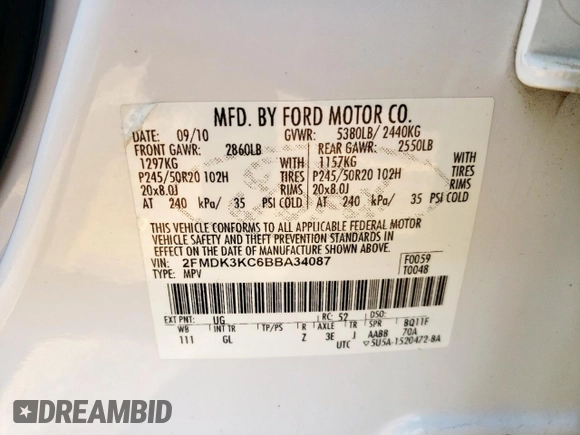 MFD. BY FORD MOTOR CO.
DATE: 09/10 GVWR: 5380LB/ 2440KG
FRONT GAWR: 2860LB REAR GAWR: 2550LB
1297KG WITH 1157KG WITH
P245/50R20 102H TIRES P245/50R20 102H TIRES
20x8.0J RIMS 20x8.0J RIMS
AT 240 kPa/ 35 PSI COLD AT 240 kPa/ 35 PSI COLD
THIS VEHICLE CONFORMS TO ALL APPLICABLE FEDERAL MOTOR
VEHICLE SAFETY AND THEFT PREVENTION STANDARDS IN
EFFECT ON THE DATE OF MANUFACTURE SHOWN ABOVE.
VIN: 2FMDK3KC6BBA34087 F0059
TYPE: MPV T0048
EXT PNT: UG RC: 52 DSO:
WB INT TR TP/PS R AXLE TR SPR BQ11F
111 GL Z 3E J AABB 70A
UTC ▽5U5A-1520472-BA
DREAMBID